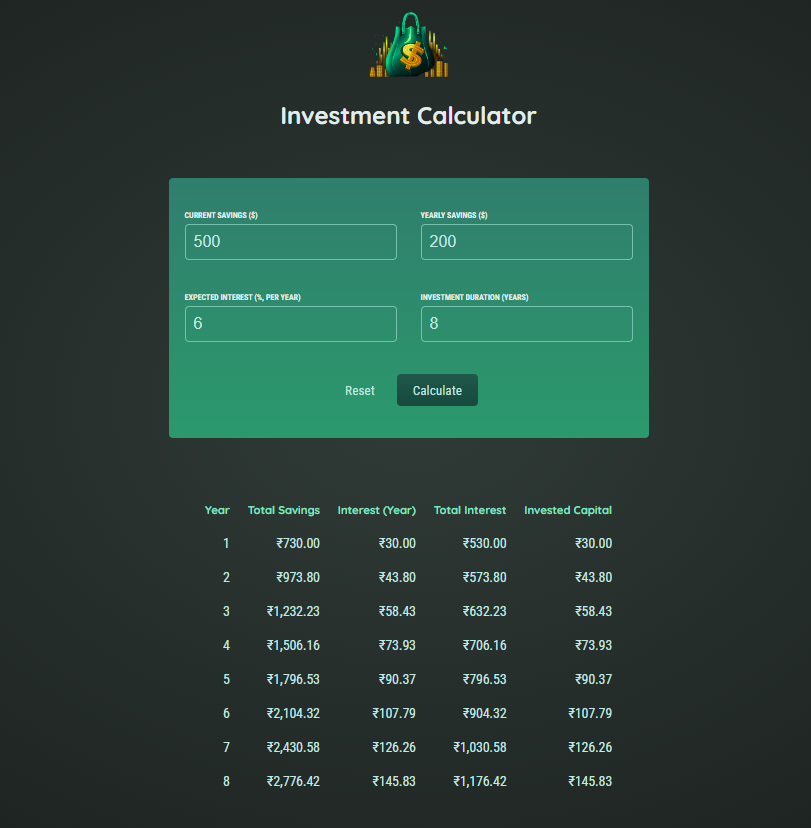 $
Investment Calculator
CURRENT SAVINGS ($) YEARLY SAVINGS ($)
500 200
EXPECTED INTEREST (%, PER YEAR) INVESTMENT DURATION (YEARS)
6 8
Reset Calculate
Year Total Savings Interest (Year) Total Interest Invested Capital
1 ₹730.00 ₹30.00 ₹530.00 ₹30.00
2 ₹973.80 ₹43.80 ₹573.80 ₹43.80
3 ₹1,232.23 ₹58.43 ₹632.23 ₹58.43
4 ₹1,506.16 ₹73.93 ₹706.16 ₹73.93
5 ₹1,796.53 ₹90.37 ₹796.53 ₹90.37
6 ₹2,104.32 ₹107.79 ₹904.32 ₹107.79
7 ₹2,430.58 ₹126.26 ₹1,030.58 ₹126.26
8 ₹2,776.42 ₹145.83 ₹1,176.42 ₹145.83